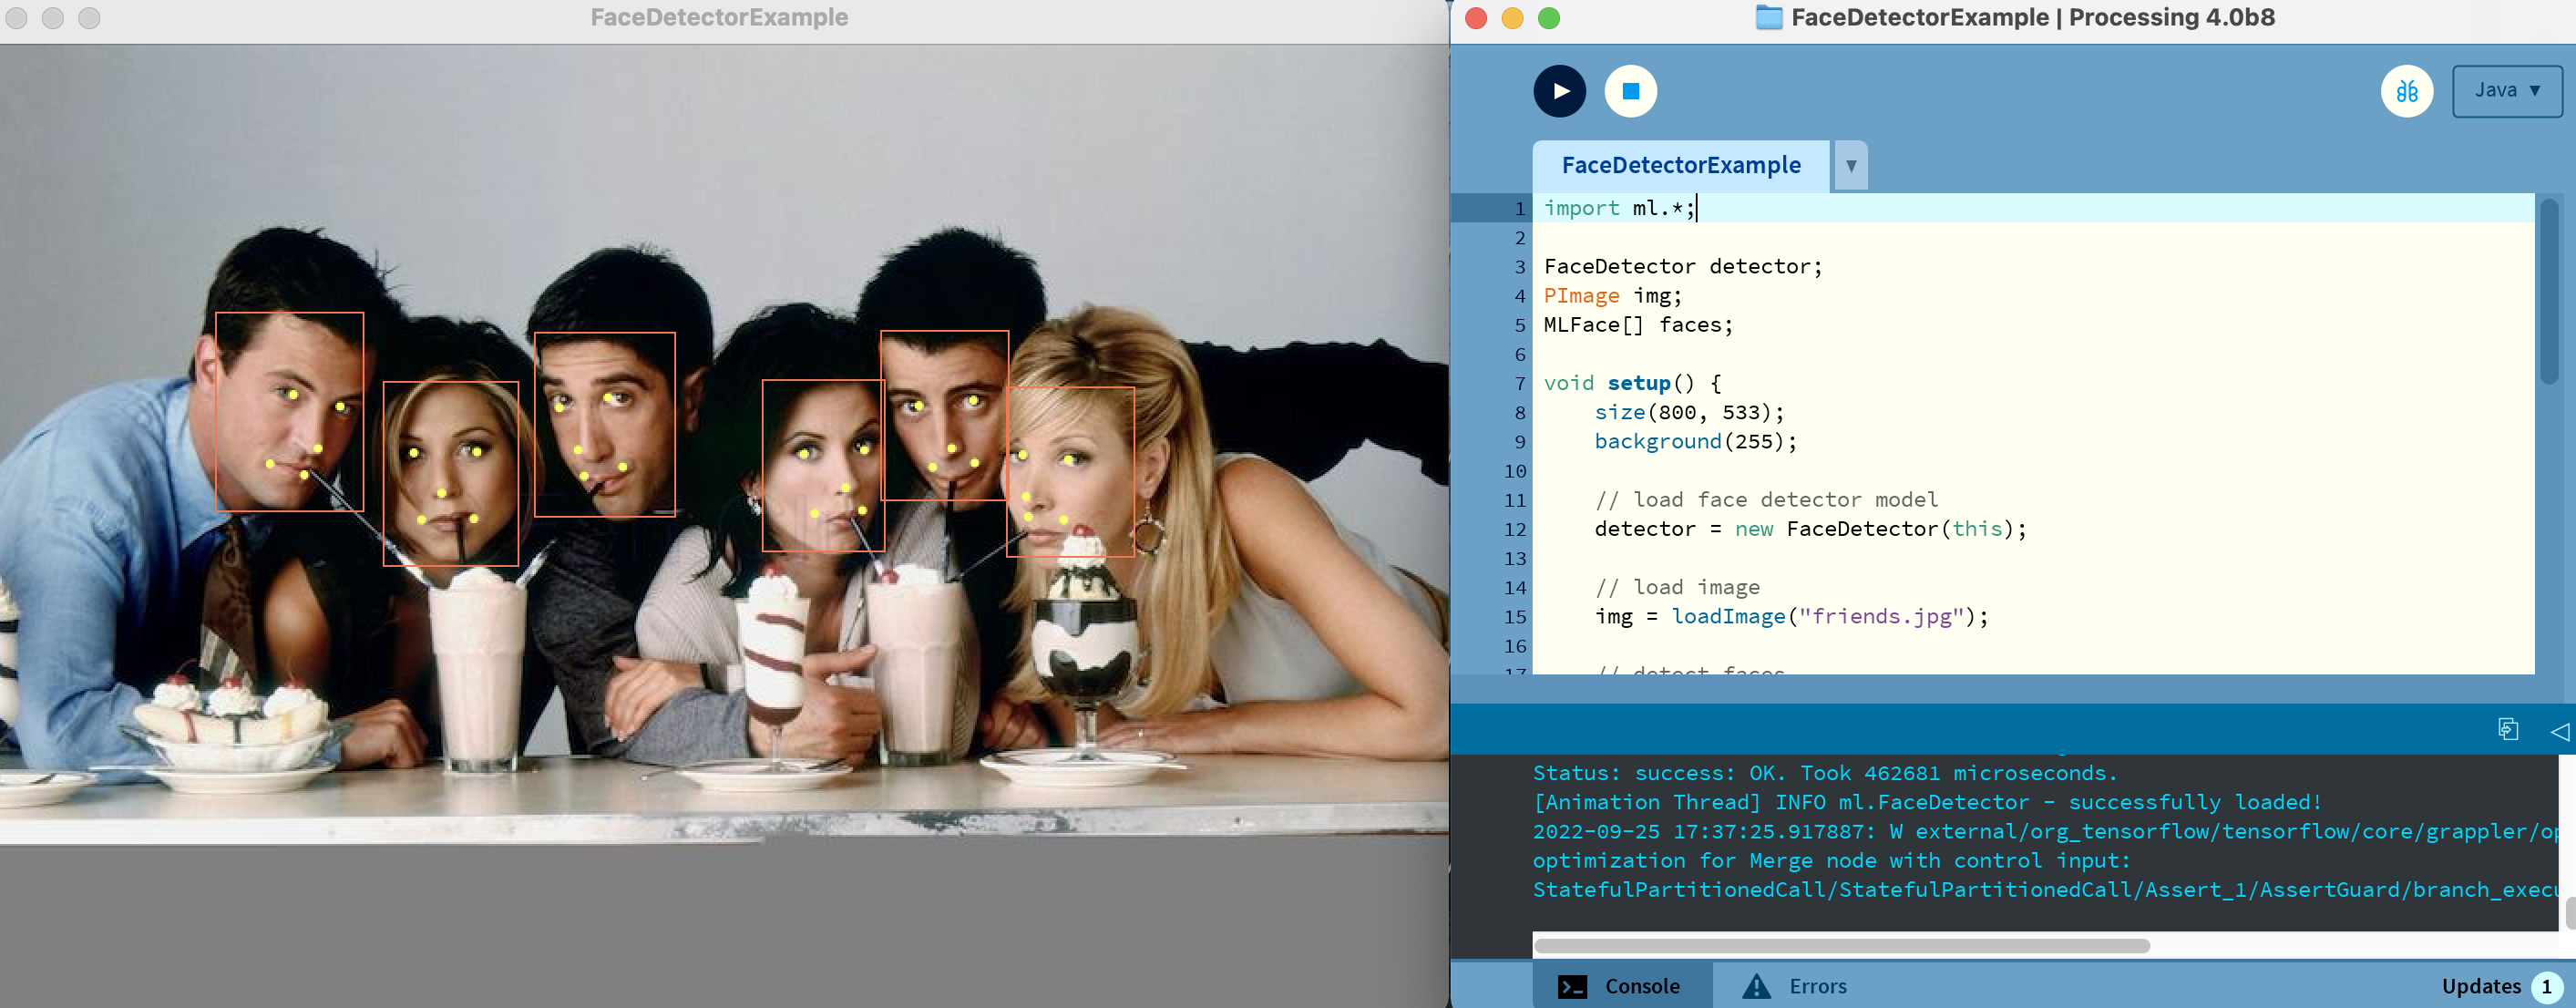 FaceDetectorExample
FaceDetectorExample | Processing 4.0b8
Java ▼
FaceDetectorExample ▼
1 import ml.*;
2
3 FaceDetector detector;
4 PImage img;
5 MLFace[] faces;
6
7 void setup() {
8 size(800, 533);
9 background(255);
10
11 // load face detector model
12 detector = new FaceDetector(this);
13
14 // load image
15 img = loadImage("friends.jpg");
16
17 // detect faces
Status: success: OK. Took 462681 microseconds.
[Animation Thread] INFO ml.FaceDetector - successfully loaded!
2022-09-25 17:37:25.917887: W external/org_tensorflow/tensorflow/core/grappler/op
optimization for Merge node with control input:
StatefulPartitionedCall/StatefulPartitionedCall/Assert_1/AssertGuard/branch_execu
Console Errors Updates 1